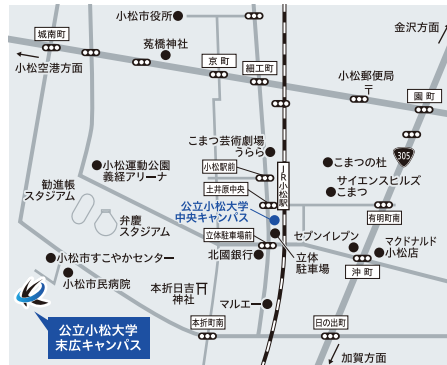 小松市役所
城南町
莵橋神社
京町
細工町
金沢方面
小松空港方面
小松郵便局
〒
園町
こまつ芸術劇場
うらら
305
小松運動公園
義経アリーナ
小松駅前
JR小松駅
こまつの杜
サイエンスヒルズ
こまつ
勧進帳
スタジアム
土居原中央
公立小松大学
中央キャンパス
有明町南
弁慶
スタジアム
立体駐車場前
セブンイレブン
マクドナルド
小松店
小松市すこやかセンター
北國銀行
立体
駐車場
沖町
小松市民病院
本折日吉
神社
マルエー
公立小松大学
末広キャンパス
本折町南
日の出町
加賀方面